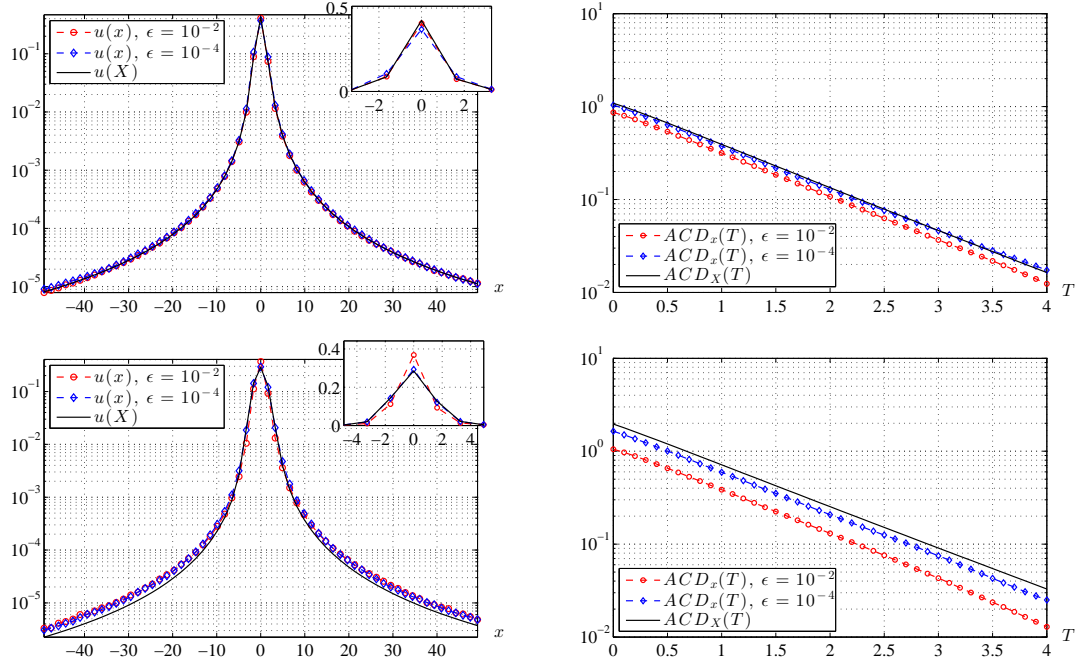 u(x), ϵ = 10^{-2}
u(x), ϵ = 10^{-4}
u(X)
10^{-1}
10^{-2}
10^{-3}
10^{-4}
10^{-5}
−40 −30 −20 −10 0 10 20 30 40 x
0.5
0
−2 0 2
10^{1}
10^{0}
10^{-1}
10^{-2}
ACD_x(T), ϵ = 10^{-2}
ACD_x(T), ϵ = 10^{-4}
ACD_X(T)
0 0.5 1 1.5 2 2.5 3 3.5 4 T
u(x), ϵ = 10^{-2}
u(x), ϵ = 10^{-4}
u(X)
10^{-1}
10^{-2}
10^{-3}
10^{-4}
10^{-5}
−40 −30 −20 −10 0 10 20 30 40 x
0.4
0.2
0
−4 −2 0 2 4
10^{1}
10^{0}
10^{-1}
10^{-2}
ACD_x(T), ϵ = 10^{-2}
ACD_x(T), ϵ = 10^{-4}
ACD_X(T)
0 0.5 1 1.5 2 2.5 3 3.5 4 T